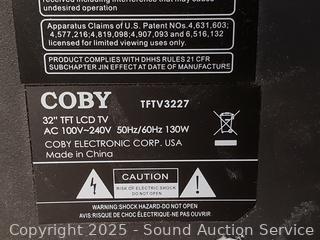 received including interference that may cause
undesired operation
Apparatus Claims of U.S. Patent NOs.4,631,603;
4,577,216;4,819,098;4,907,093 and 6,516,132
licensed for limited viewing uses only.
PRODUCT COMPLIES WITH DHHS RULES 21 CFR
SUBCHAPTER JIN EFFECT AT DATE OF MANUFACTURE
COBY TFTV3227
32" TFT LCD TV
AC 100V~240V 50Hz/60Hz 130W
COBY ELECTRONIC CORP. USA
Made in China
CAUTION
RISK OF ELECTRIC SHOCK
DO NOT OPEN
WARNING:SHOCK HAZARD-DO NOT OPEN
AVIS:RISQUE DE CHOC ÉLECTRIQUE-NE PAS OUVRIR
Copyright 2025 - Sound Auction Service